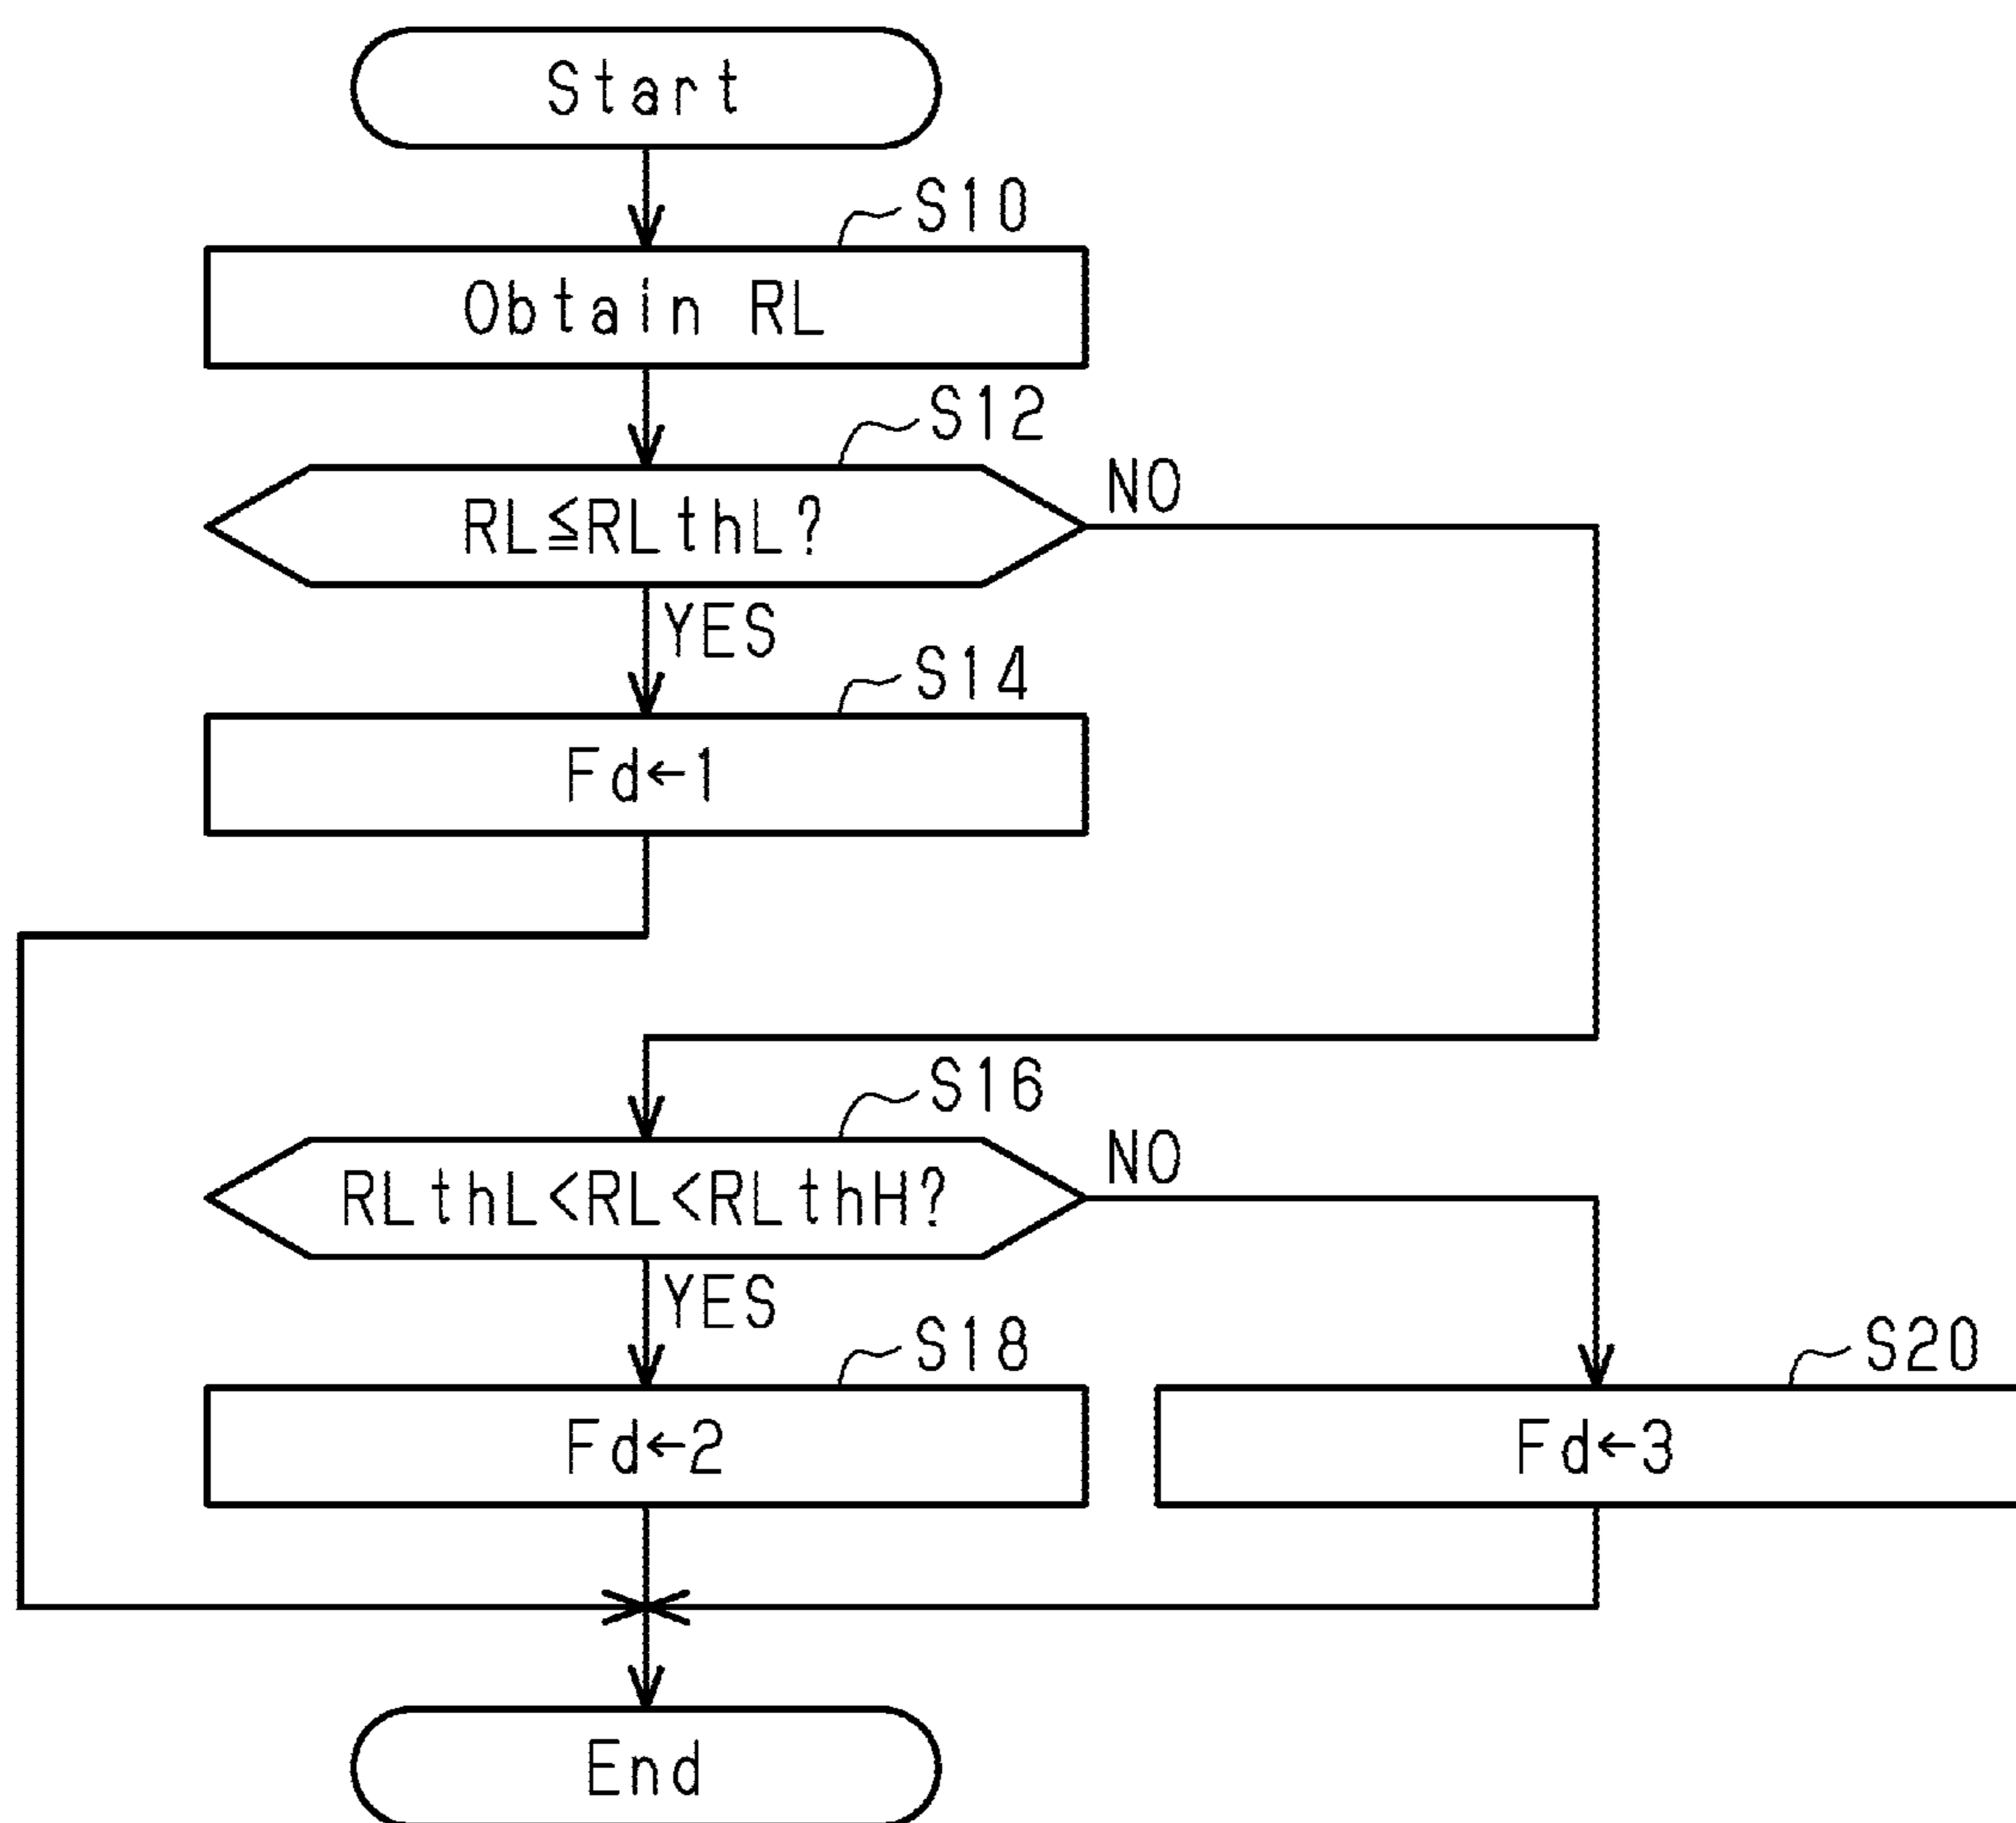 Start
S10
Obtain RL
S12
RL≦RLthL?
NO
YES
S14
Fd←1
S16
RLthL<RL<RLthH?
NO
YES
S18
S20
Fd←2
Fd←3
End